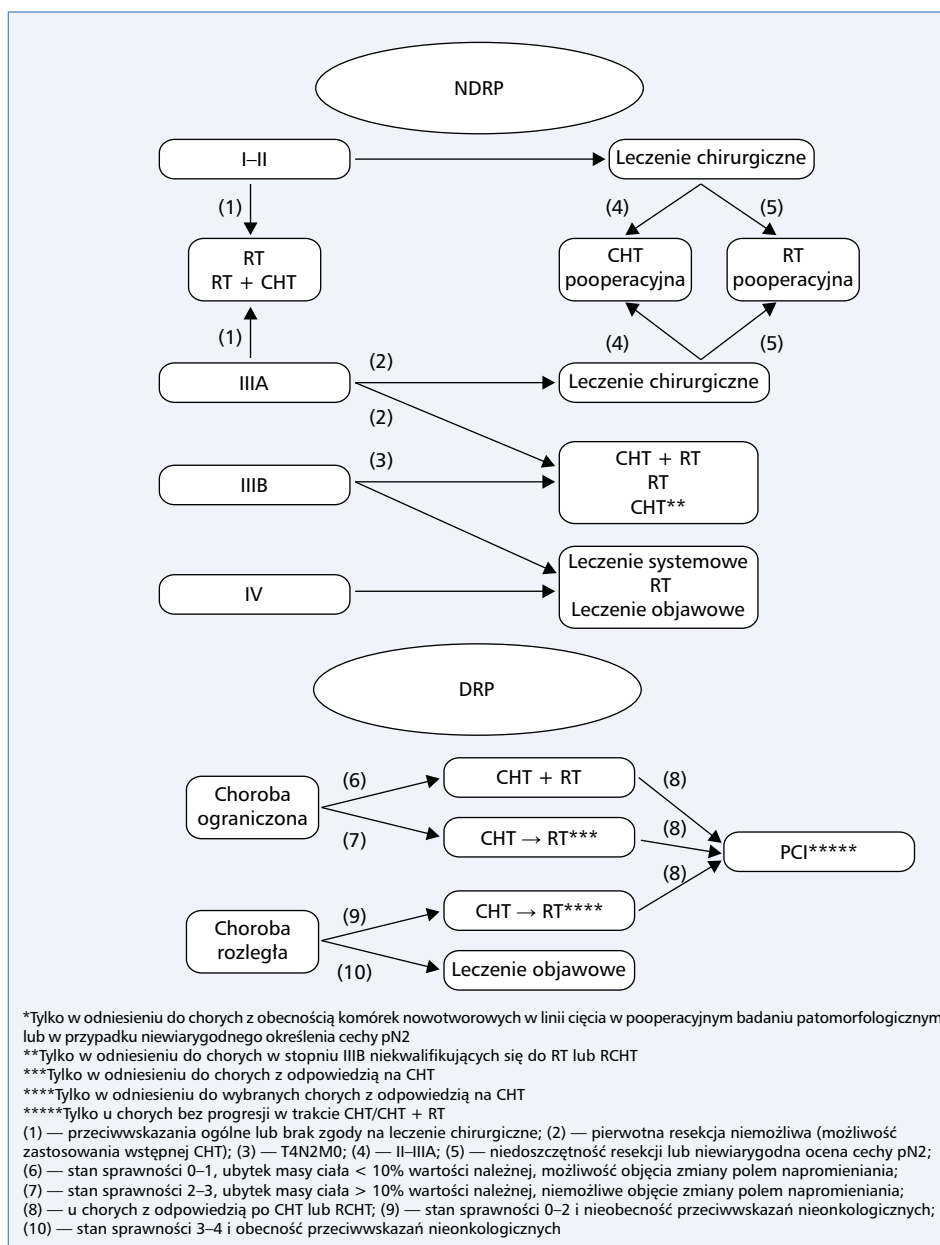 NDRP
I–II
Leczenie chirurgiczne
(1)
(4)
(5)
RT
RT + CHT
CHT
pooperacyjna
RT
pooperacyjna
(1)
(2)
(4)
(5)
IIIA
Leczenie chirurgiczne
(2)
(3)
IIIB
CHT + RT
RT
CHT**
IV
Leczenie systemowe
RT
Leczenie objawowe
DRP
Choroba
ograniczona
(6)
CHT + RT
(8)
(7)
CHT → RT***
(8)
PCI*****
Choroba
rozległa
(9)
CHT → RT****
(8)
(10)
Leczenie objawowe
*Tylko w odniesieniu do chorych z obecnością komórek nowotworowych w linii cięcia w pooperacyjnym badaniu patomorfologicznym
lub w przypadku niewiarygodnego określenia cechy pN2
**Tylko w odniesieniu do chorych w stopniu IIIB niekwalifikujących się do RT lub RCHT
***Tylko w odniesieniu do chorych z odpowiedzią na CHT
****Tylko w odniesieniu do wybranych chorych z odpowiedzią na CHT
*****Tylko u chorych bez progresji w trakcie CHT/CHT + RT
(1) — przeciwwskazania ogólne lub brak zgody na leczenie chirurgiczne; (2) — pierwotna resekcja niemożliwa (możliwość
zastosowania wstępnej CHT); (3) — T4N2M0; (4) — II–IIIA; (5) — niedoszczętność resekcji lub niewiarygodna ocena cechy pN2;
(6) — stan sprawności 0–1, ubytek masy ciała < 10% wartości należnej, możliwość objęcia zmiany polem napromieniania;
(7) — stan sprawności 2–3, ubytek masy ciała > 10% wartości należnej, niemożliwe objęcie zmiany polem napromieniania;
(8) — u chorych z odpowiedzią po CHT lub RCHT; (9) — stan sprawności 0–2 i nieobecność przeciwwskazań nieonkologicznych;
(10) — stan sprawności 3–4 i obecność przeciwwskazań nieonkologicznych